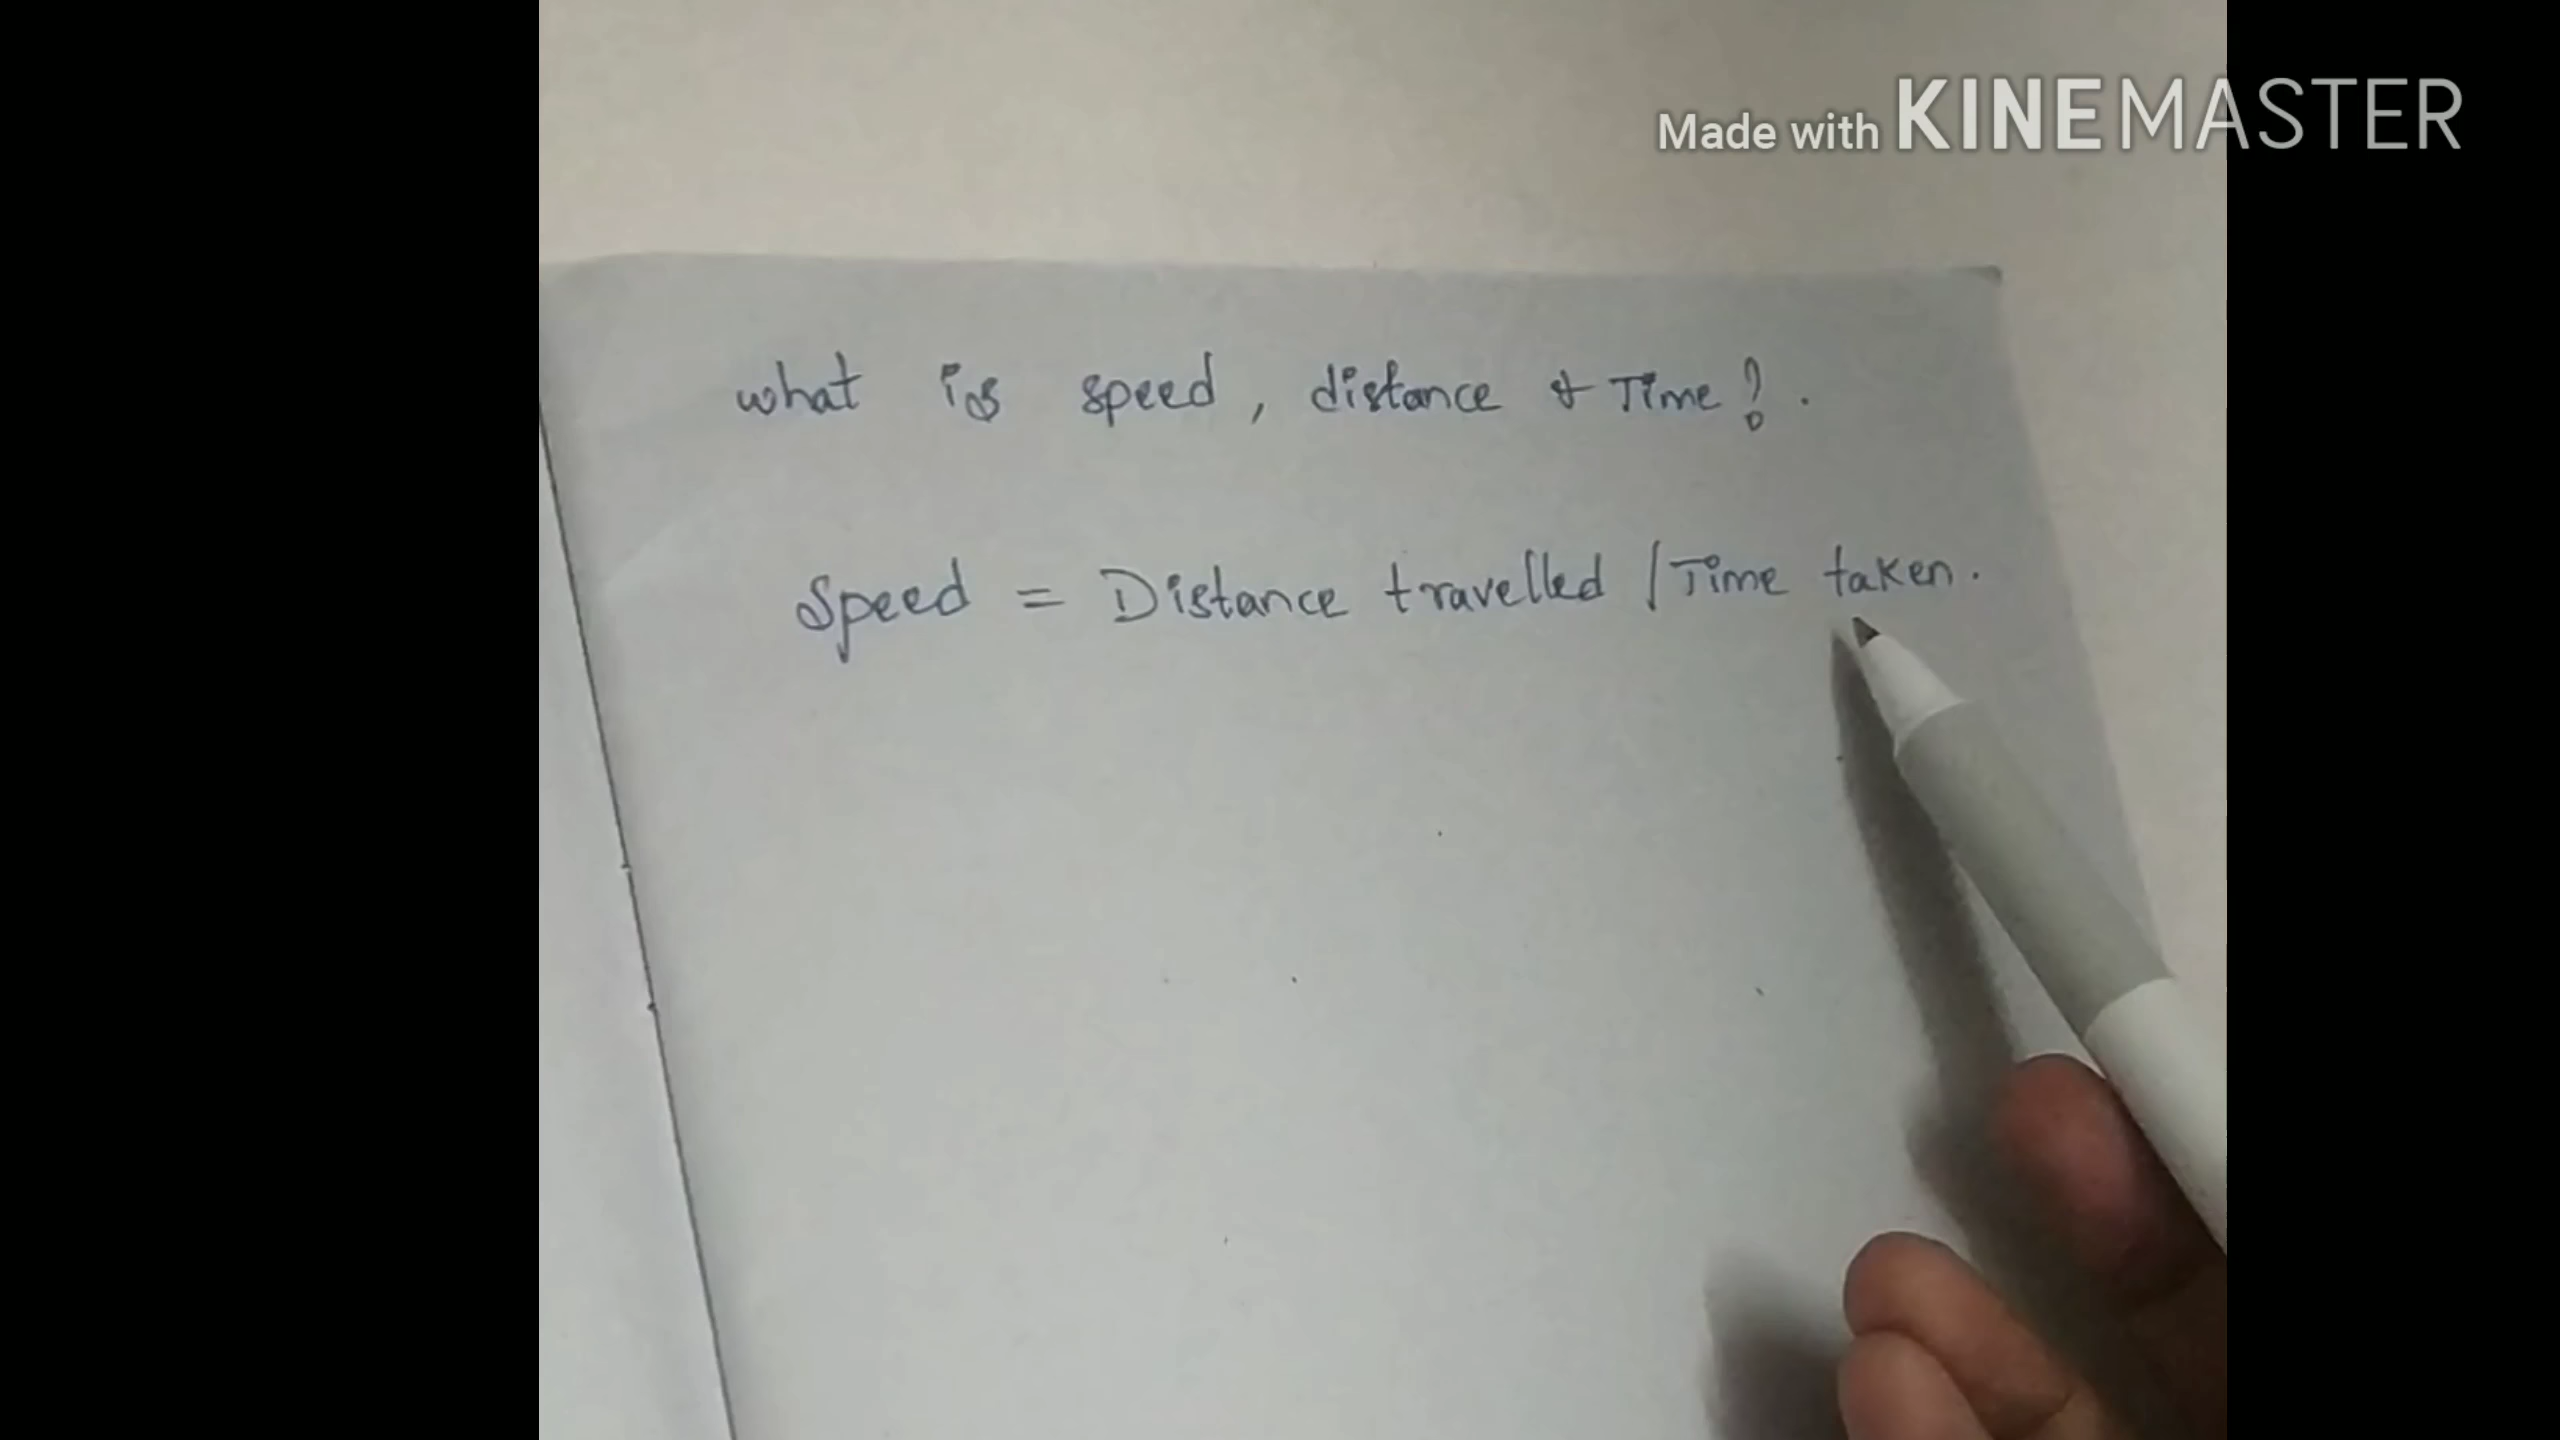 Made with KINEMASTER
what is speed, distance & Time?.
Speed = Distance travelled / Time taken.